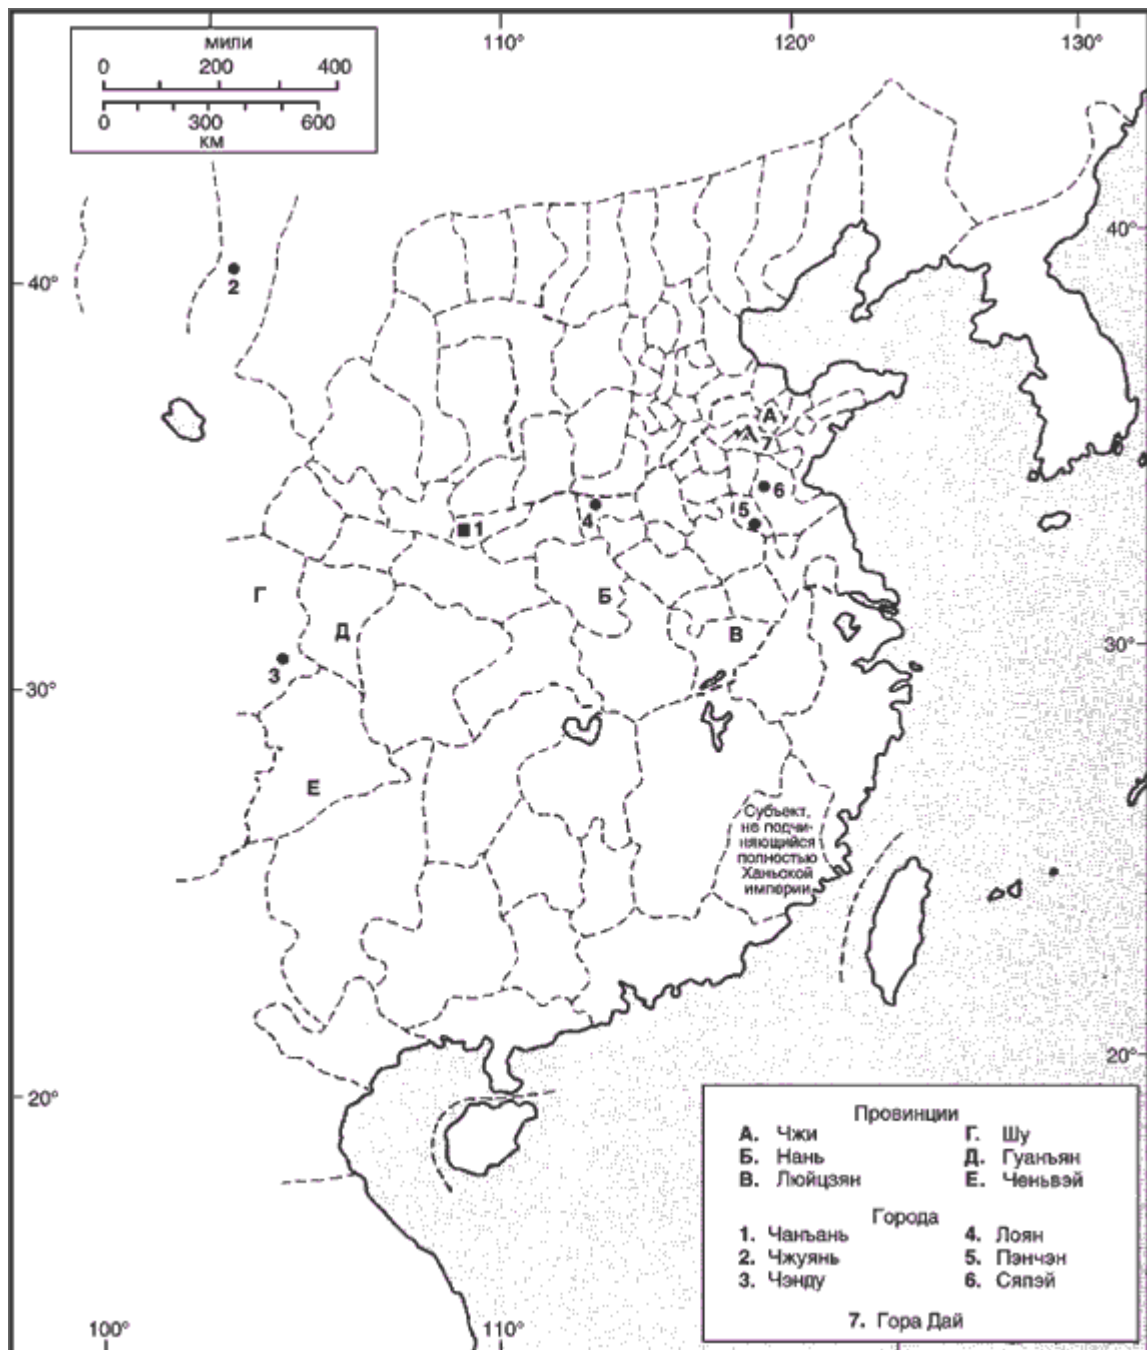 мили
0 200 400
0 300 600
км
110° 120° 130°
40°
40°
2
А
7
6
5
4
1
Г
Б
Д
В
3
30°
30°
Е
Субъект,
не подчи-
няющийся
полностью
Ханьской
империи
20°
20°
100° 110°
Провинции
А. Чжи
Б. Нань
В. Люйцзян
Г. Шу
Д. Гуанъян
Е. Ченьвэй
Города
1. Чанъань
2. Чжуянь
3. Чэнду
4. Лоян
5. Пэнчэн
6. Сяпэй
7. Гора Дай